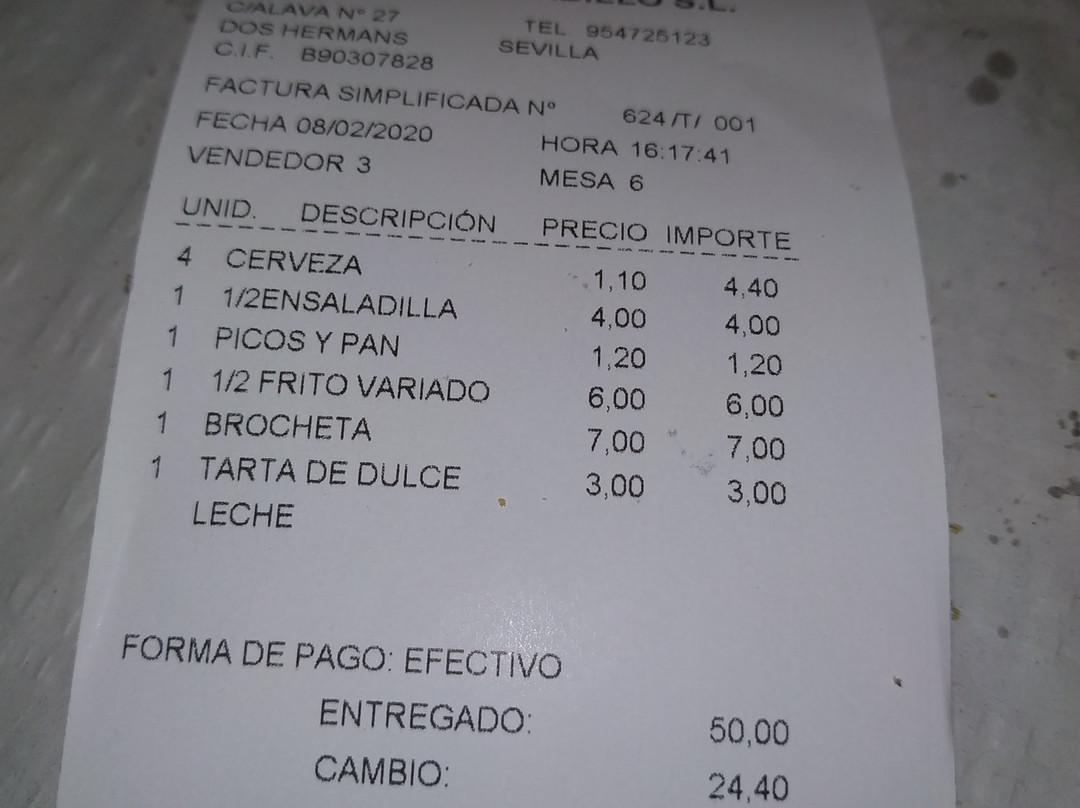 S.L.
C/ALAVA Nº 27
TEL 954725123
DOS HERMANS
SEVILLA
C.I.F. B90307828
FACTURA SIMPLIFICADA Nº 624 /T/ 001
FECHA 08/02/2020 HORA 16:17:41
VENDEDOR 3 MESA 6
UNID. DESCRIPCIÓN PRECIO IMPORTE
4 CERVEZA 1,10 4,40
1 1/2ENSALADILLA 4,00 4,00
1 PICOS Y PAN 1,20 1,20
1 1/2 FRITO VARIADO 6,00 6,00
1 BROCHETA 7,00 7,00
1 TARTA DE DULCE 3,00 3,00
LECHE
FORMA DE PAGO: EFECTIVO
ENTREGADO: 50,00
CAMBIO: 24,40